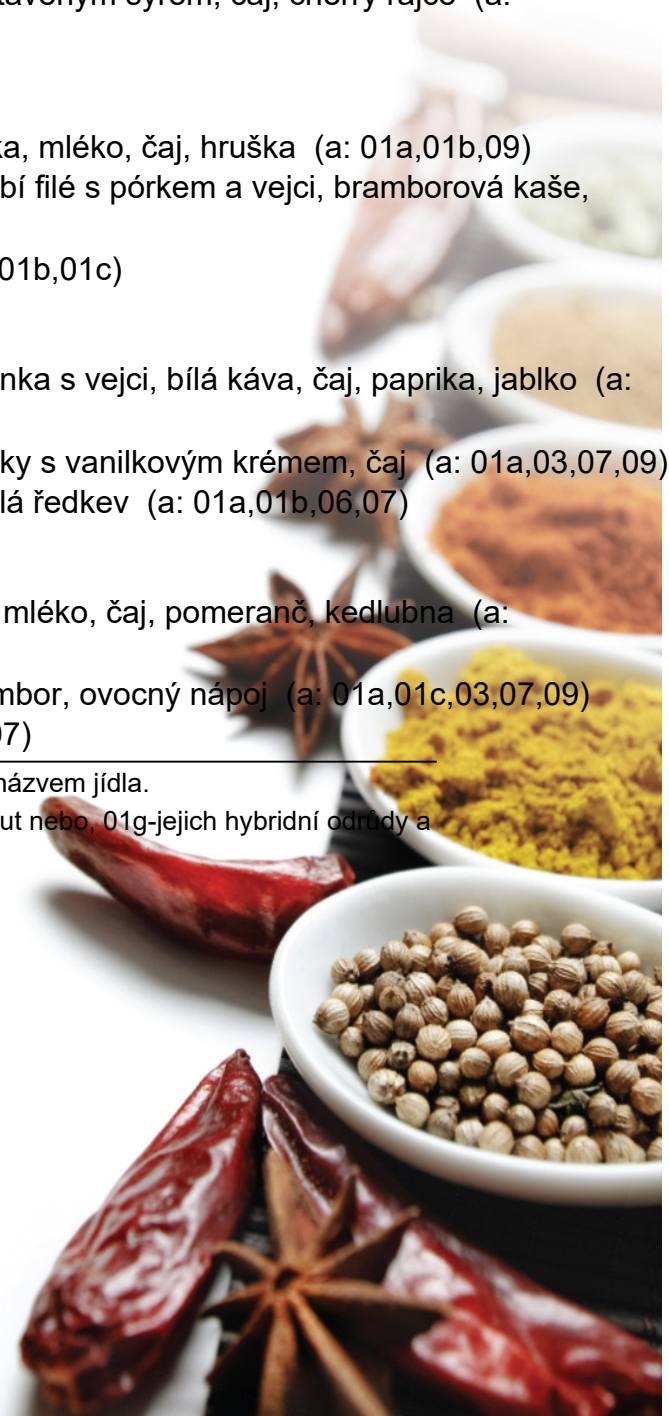 taveným sýrem, čaj, cherry rajče (a:
ka, mléko, čaj, hruška (a: 01a,01b,09)
bí filé s pórkem a vejci, bramborová kaše,
01b,01c)
nka s vejci, bílá káva, čaj, paprika, jablko (a:
ky s vanilkovým krémem, čaj (a: 01a,03,07,09)
lá ředkev (a: 01a,01b,06,07)
mléko, čaj, pomeranč, kedlubna (a:
mbor, ovocný nápoj (a: 01a,01c,03,07,09)
07)
názvem jídla.
ut nebo, 01g-jejich hybridní odrůdy a